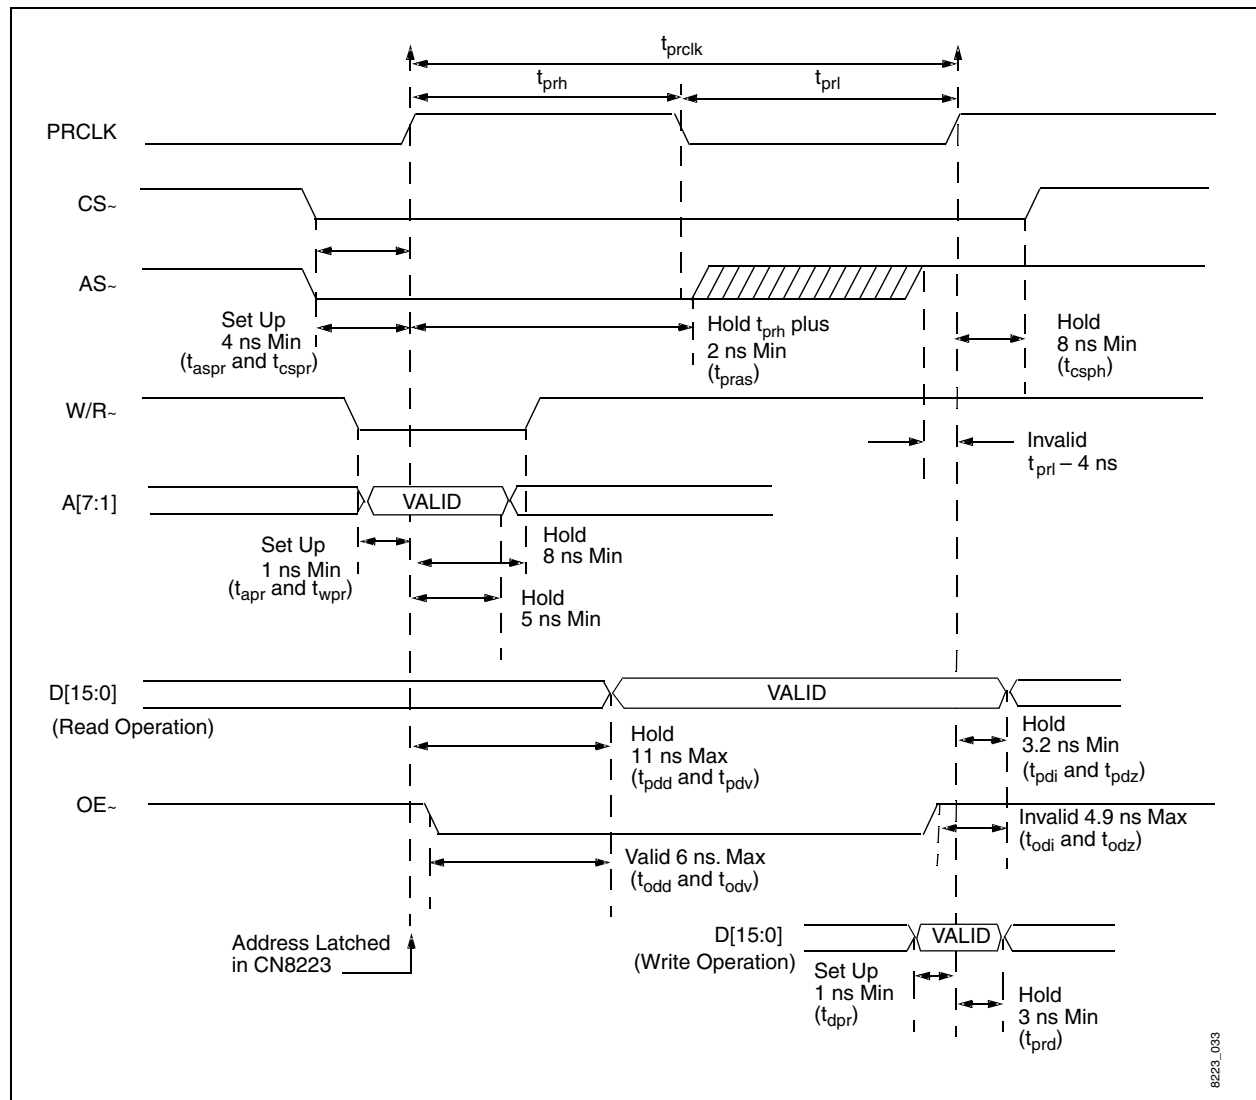 tprclk
tprh
tprl
PRCLK
CS~
AS~
Set Up
4 ns Min
(taspr and tcspr)
Hold tprh plus
2 ns Min
(tpras)
Hold
8 ns Min
(tcsph)
W/R~
Invalid
tprl – 4 ns
A[7:1]
VALID
Set Up
1 ns Min
(tapr and twpr)
Hold
8 ns Min
Hold
5 ns Min
D[15:0]
(Read Operation)
VALID
Hold
11 ns Max
(tpdd and tpdv)
Hold
3.2 ns Min
(tpdi and tpdz)
OE~
Valid 6 ns. Max
(todd and todv)
Invalid 4.9 ns Max
(todi and todz)
Address Latched
in CN8223
D[15:0]
(Write Operation)
VALID
Set Up
1 ns Min
(tdpr)
Hold
3 ns Min
(tprd)
8223_033